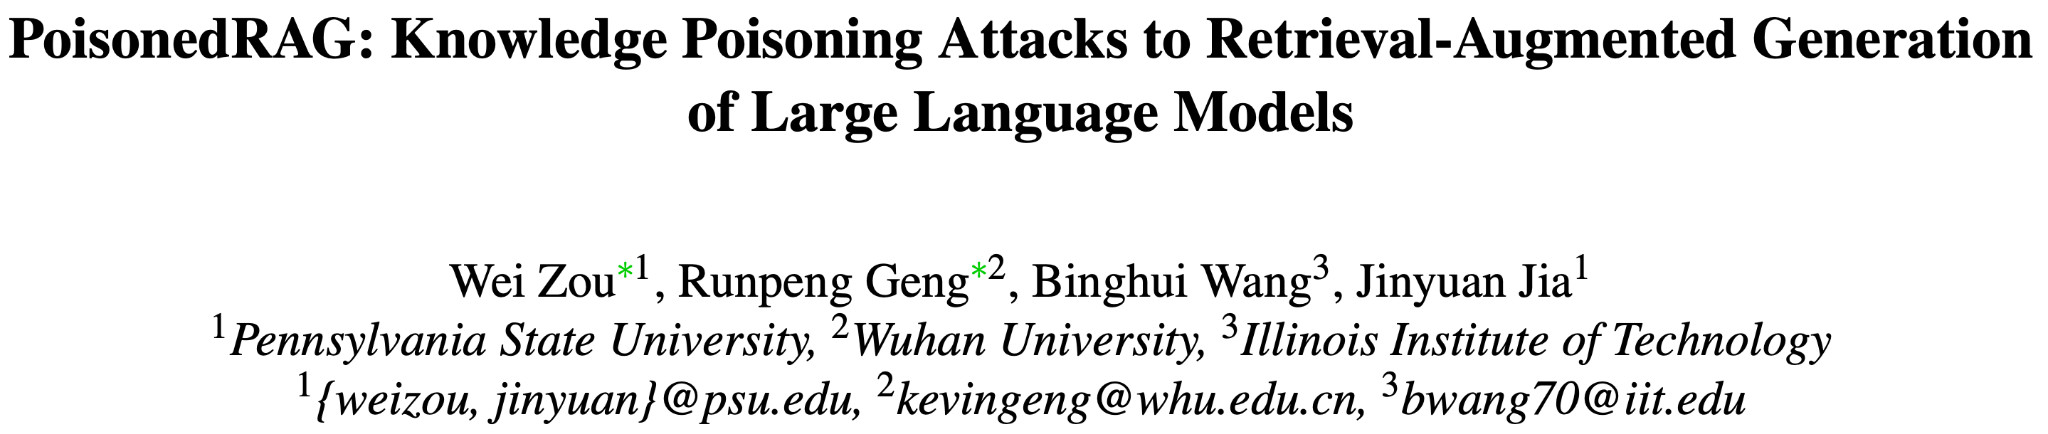 PoisonedRAG: Knowledge Poisoning Attacks to Retrieval-Augmented Generation
of Large Language Models
Wei Zou*1, Runpeng Geng*2, Binghui Wang3, Jinyuan Jia1
1Pennsylvania State University, 2Wuhan University, 3Illinois Institute of Technology
1{weizou, jinyuan}@psu.edu, 2kevingeng@whu.edu.cn, 3bwang70@iit.edu